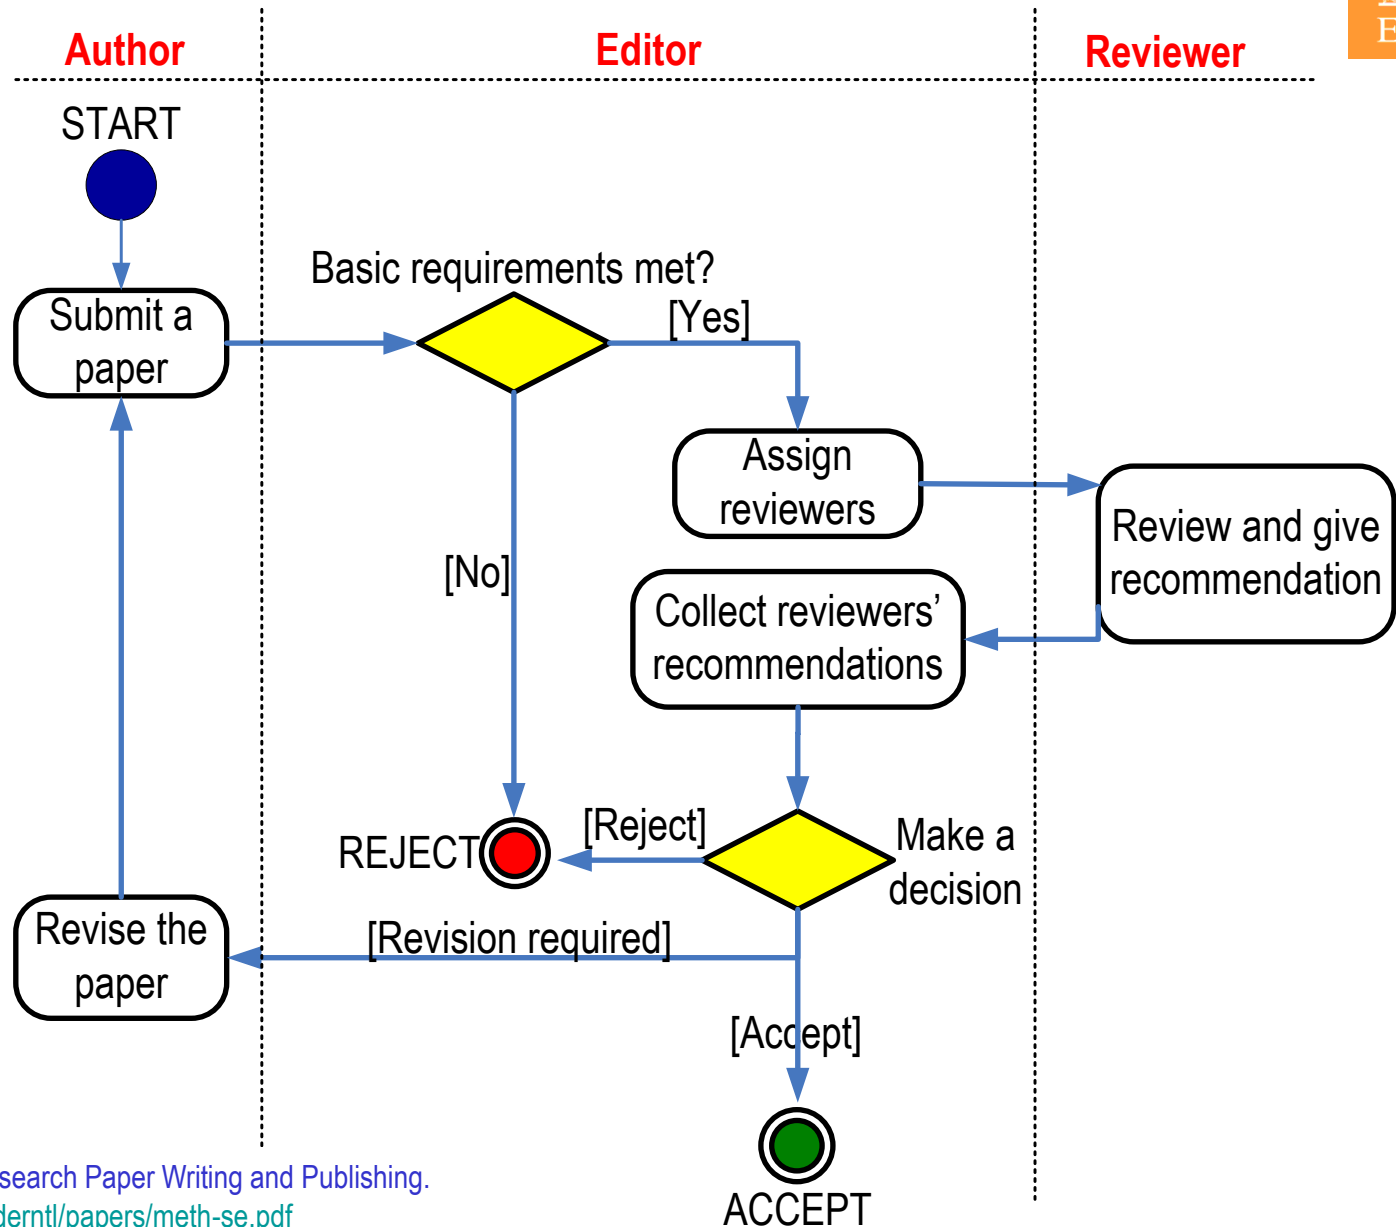 Author
Editor
Reviewer
E
START
Basic requirements met?
[Yes]
Submit a
paper
Assign
reviewers
Review and give
recommendation
[No]
Collect reviewers’
recommendations
[Reject]
Make a
decision
REJECT
Revise the
paper
[Revision required]
[Accept]
ACCEPT
search Paper Writing and Publishing.
derntl/papers/meth-se.pdf